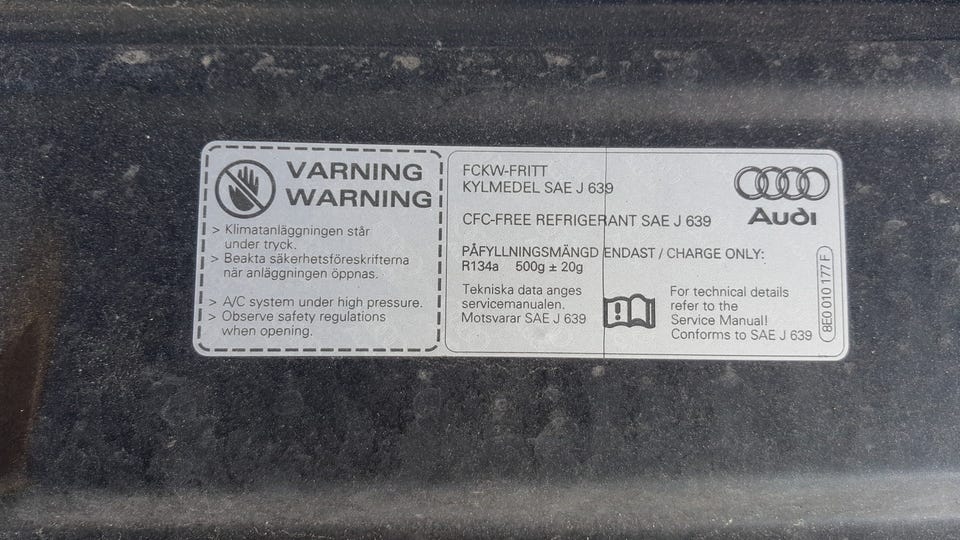 VARNING
WARNING
> Klimatanläggningen står
under tryck.
> Beakta säkerhetsföreskrifterna
när anläggningen öppnas.
> A/C system under high pressure.
> Observe safety regulations
when opening.
FCKW-FRITT
KYLMEDEL SAE J 639
CFC-FREE REFRIGERANT SAE J 639
PÅFYLLNINGSMÄNGD ENDAST / CHARGE ONLY:
R134a 500g ± 20g
Tekniska data anges
servicemanualen.
Motsvarar SAE J 639
For technical details
refer to the
Service Manual!
Conforms to SAE J 639
Audi
8E0 010 177 F